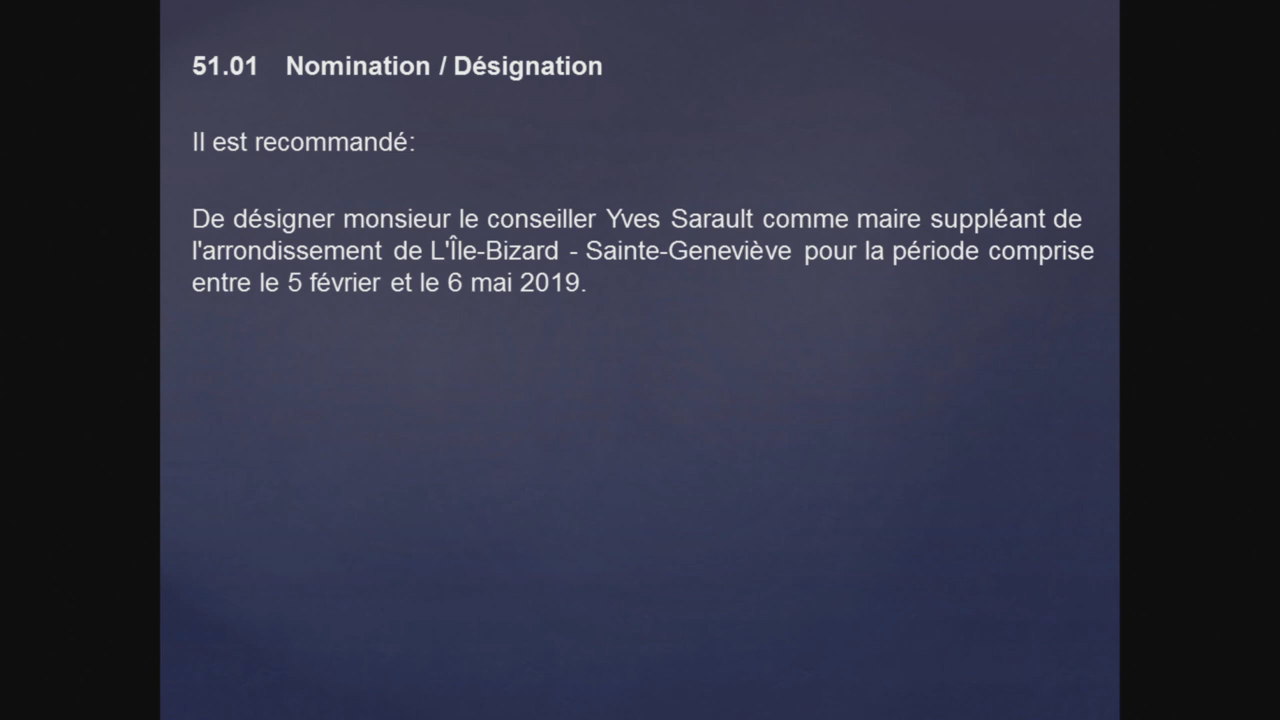 51.01 Nomination / Désignation
Il est recommandé:
De désigner monsieur le conseiller Yves Sarault comme maire suppléant de
l'arrondissement de L'Île-Bizard - Sainte-Geneviève pour la période comprise
entre le 5 février et le 6 mai 2019.